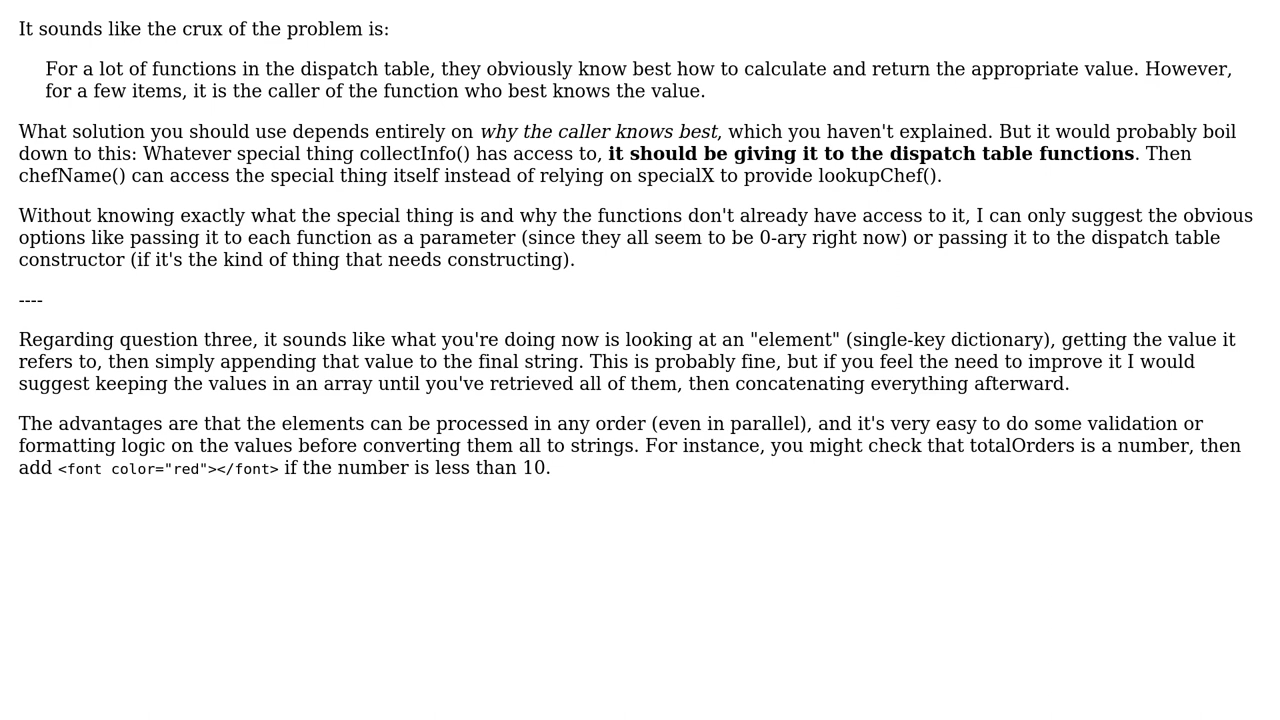 It sounds like the crux of the problem is:
For a lot of functions in the dispatch table, they obviously know best how to calculate and return the appropriate value. However,
for a few items, it is the caller of the function who best knows the value.
What solution you should use depends entirely on why the caller knows best, which you haven't explained. But it would probably boil
down to this: Whatever special thing collectInfo() has access to, it should be giving it to the dispatch table functions. Then
chefName() can access the special thing itself instead of relying on specialX to provide lookupChef().
Without knowing exactly what the special thing is and why the functions don't already have access to it, I can only suggest the obvious
options like passing it to each function as a parameter (since they all seem to be 0-ary right now) or passing it to the dispatch table
constructor (if it's the kind of thing that needs constructing).
----
Regarding question three, it sounds like what you're doing now is looking at an "element" (single-key dictionary), getting the value it
refers to, then simply appending that value to the final string. This is probably fine, but if you feel the need to improve it I would
suggest keeping the values in an array until you've retrieved all of them, then concatenating everything afterward.
The advantages are that the elements can be processed in any order (even in parallel), and it's very easy to do some validation or
formatting logic on the values before converting them all to strings. For instance, you might check that totalOrders is a number, then
add <font color="red"></font> if the number is less than 10.